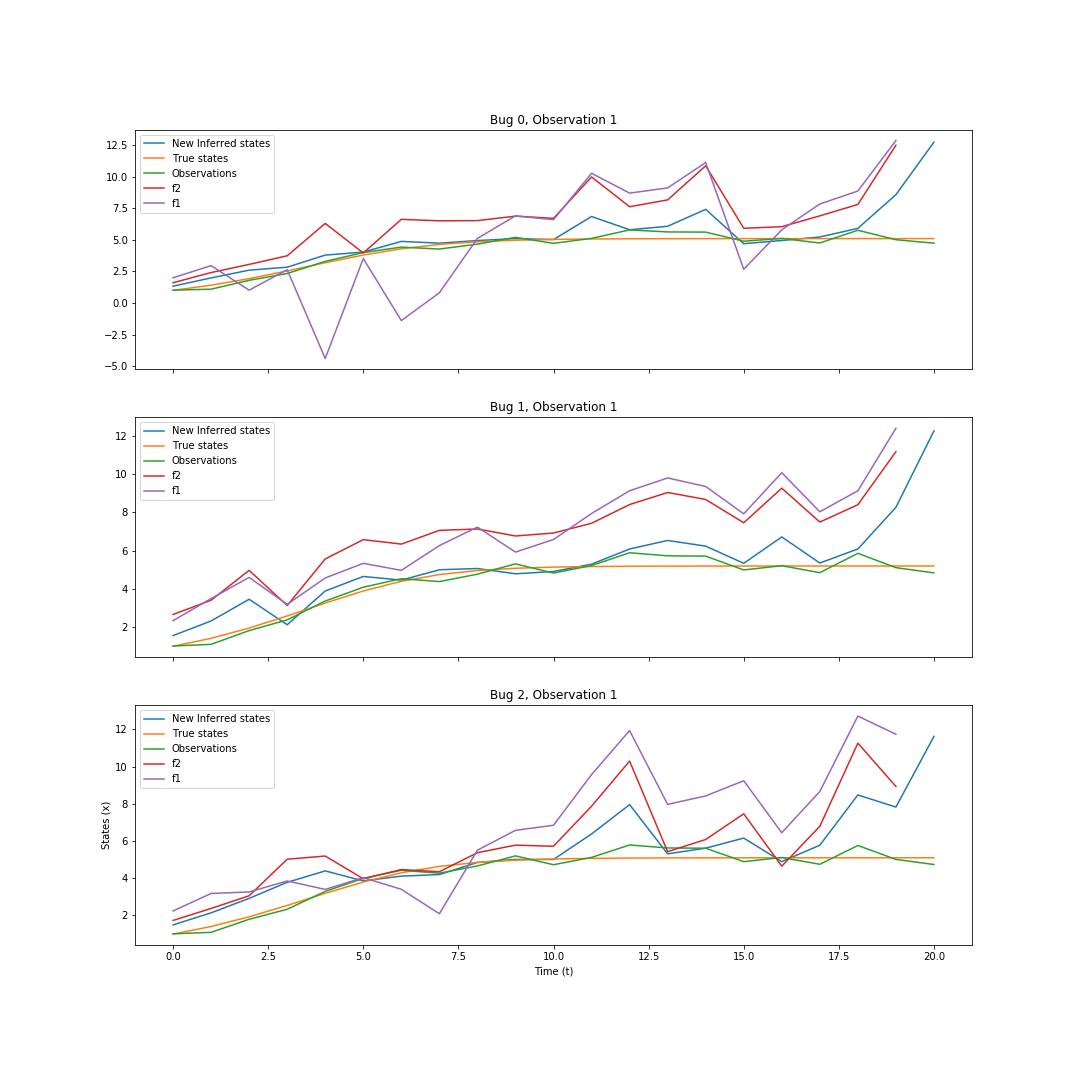 Bug 0, Observation 1
New Inferred states
True states
Observations
f2
f1
12.5
10.0
7.5
5.0
2.5
0.0
−2.5
−5.0
Bug 1, Observation 1
New Inferred states
True states
Observations
f2
f1
12
10
8
6
4
2
Bug 2, Observation 1
New Inferred states
True states
Observations
f2
f1
12
10
8
6
4
2
States (x)
0.0 2.5 5.0 7.5 10.0 12.5 15.0 17.5 20.0
Time (t)